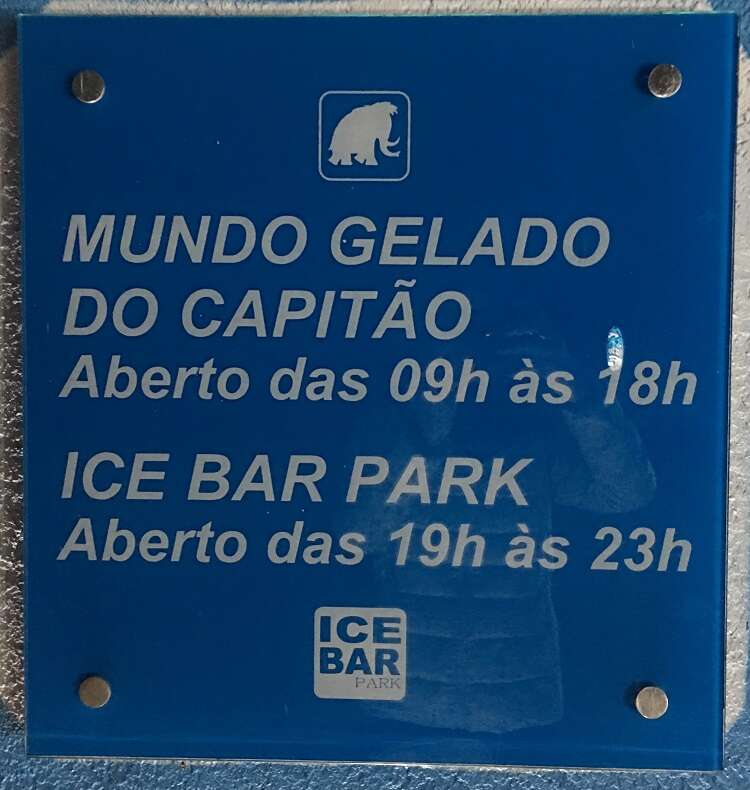 MUNDO GELADO
DO CAPITÃO
Aberto das 09h às 18h
ICE BAR PARK
Aberto das 19h às 23h
ICE
BAR
PARK